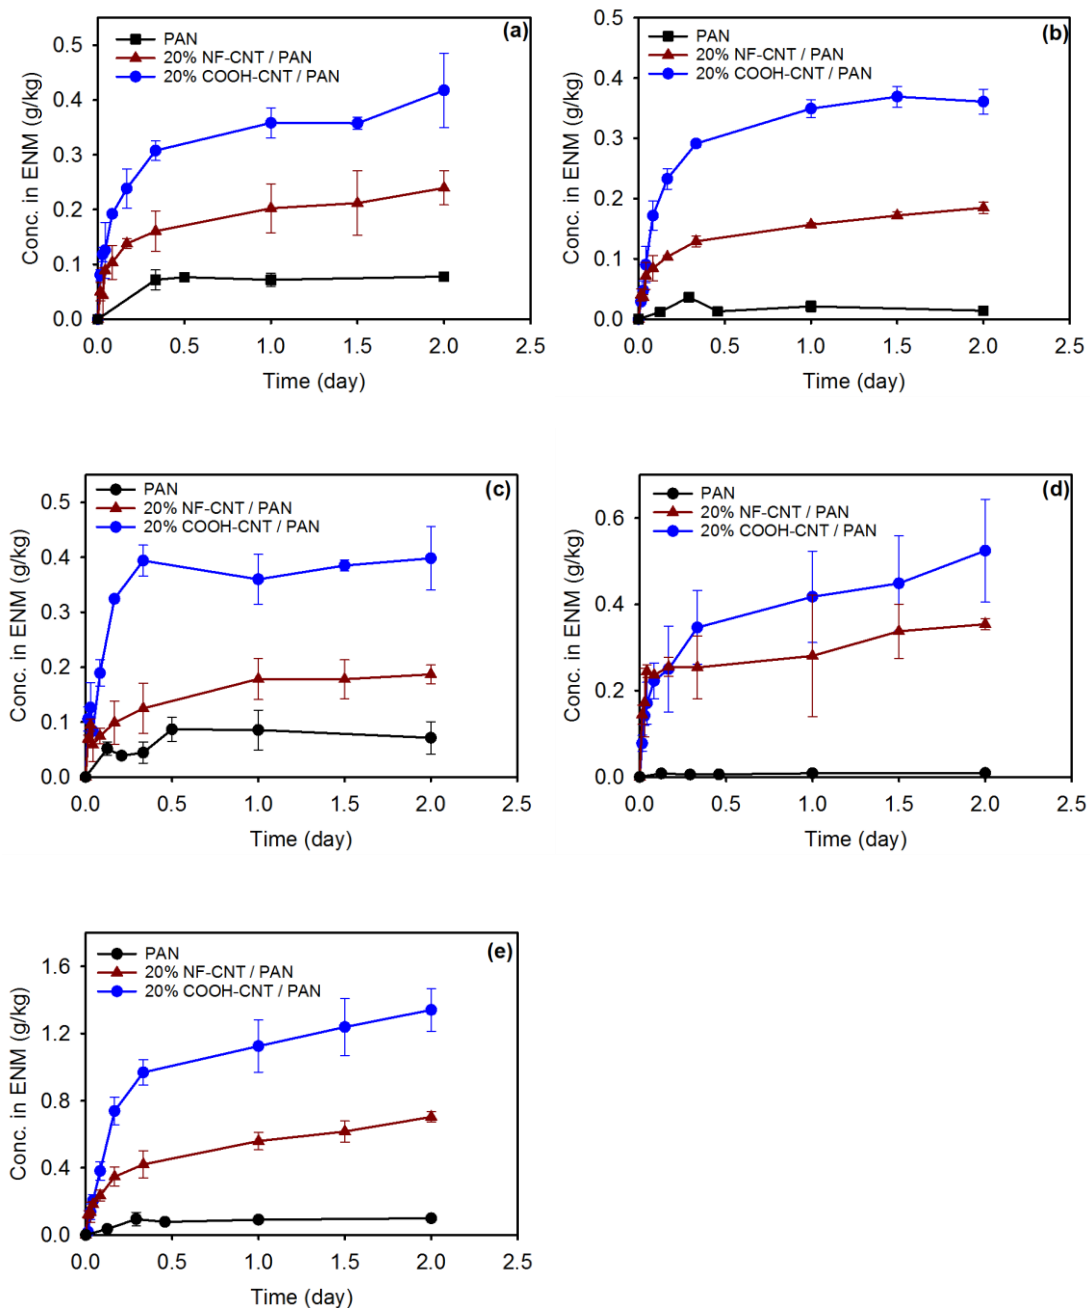 (a)
PAN
20% NF-CNT / PAN
20% COOH-CNT / PAN
Conc. in ENM (g/kg)
0.5
0.4
0.3
0.2
0.1
0.0
0.0 0.5 1.0 1.5 2.0 2.5
Time (day)
(b)
PAN
20% NF-CNT / PAN
20% COOH-CNT / PAN
Conc. in ENM (g/kg)
0.5
0.4
0.3
0.2
0.1
0.0
0.0 0.5 1.0 1.5 2.0 2.5
Time (day)
(c)
PAN
20% NF-CNT / PAN
20% COOH-CNT / PAN
Conc. in ENM (g/kg)
0.5
0.4
0.3
0.2
0.1
0.0
0.0 0.5 1.0 1.5 2.0 2.5
Time (day)
(d)
PAN
20% NF-CNT / PAN
20% COOH-CNT / PAN
Conc. in ENM (g/kg)
0.6
0.4
0.2
0.0
0.0 0.5 1.0 1.5 2.0 2.5
Time (day)
(e)
PAN
20% NF-CNT / PAN
20% COOH-CNT / PAN
Conc. in ENM (g/kg)
1.6
1.2
0.8
0.4
0.0
0.0 0.5 1.0 1.5 2.0 2.5
Time (day)